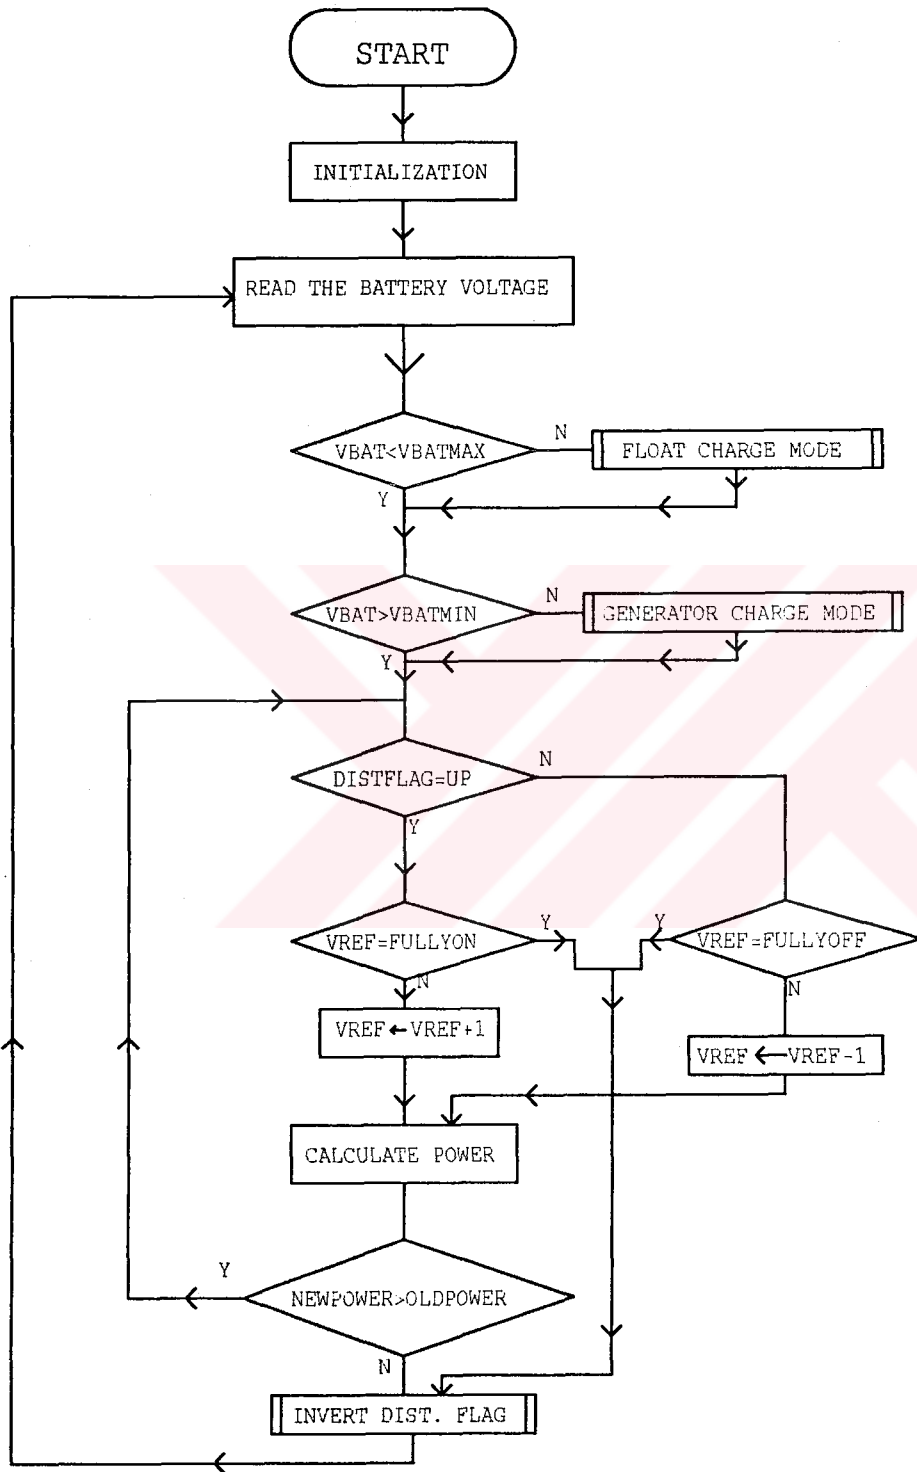 START
INITIALIZATION
READ THE BATTERY VOLTAGE
VBAT<VBATMAX
N
FLOAT CHARGE MODE
Y
VBAT>VBATMIN
N
GENERATOR CHARGE MODE
Y
DISTFLAG=UP
N
Y
VREF=FULLYON
Y
Y
VREF=FULLYOFF
N
N
VREF←VREF+1
VREF←VREF-1
CALCULATE POWER
Y
NEWPOWER>OLDPOWER
N
INVERT DIST. FLAG